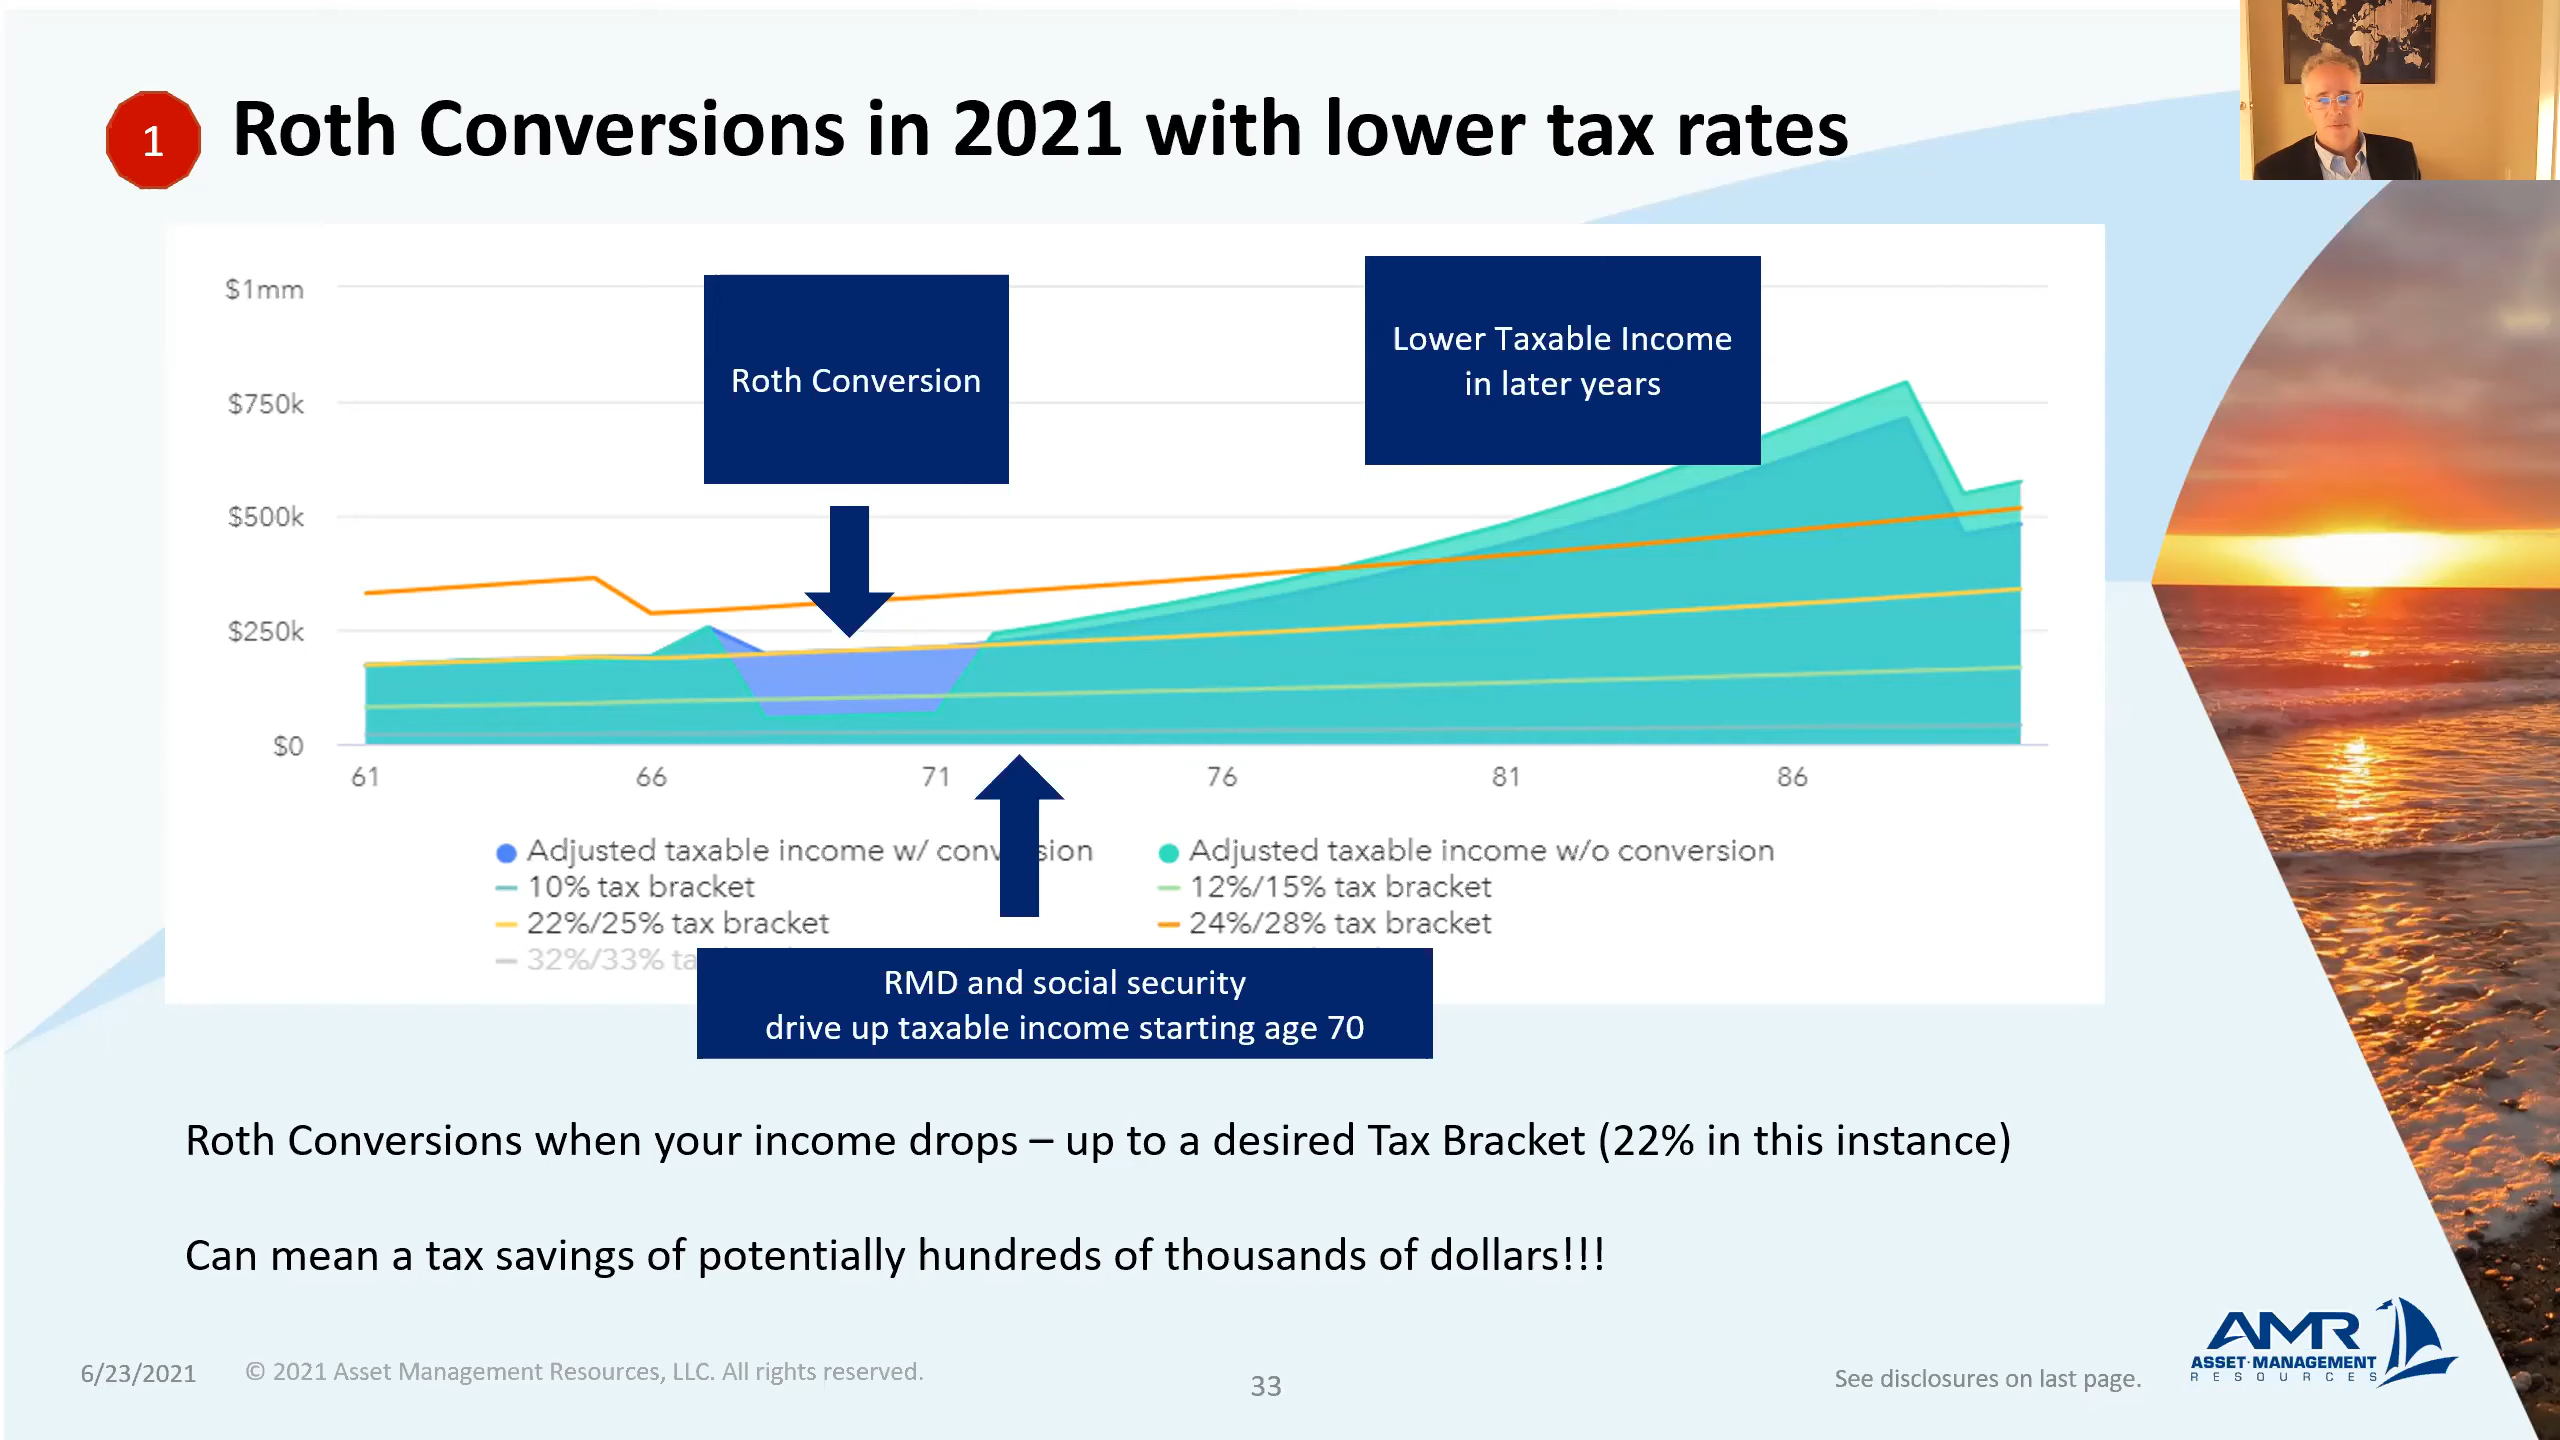 1
Roth Conversions in 2021 with lower tax rates
$1mm
$750k
$500k
$250k
$0
Roth Conversion
Lower Taxable Income
in later years
61 66 71 76 81 86
Adjusted taxable income w/ conv sion
Adjusted taxable income w/o conversion
10% tax bracket
12%/15% tax bracket
22%/25% tax bracket
24%/28% tax bracket
32%/33% ta
RMD and social security
drive up taxable income starting age 70
Roth Conversions when your income drops – up to a desired Tax Bracket (22% in this instance)
Can mean a tax savings of potentially hundreds of thousands of dollars!!!
6/23/2021
© 2021 Asset Management Resources, LLC. All rights reserved.
33
See disclosures on last page.
AMR
ASSET·MANAGEMENT
RESOURCES